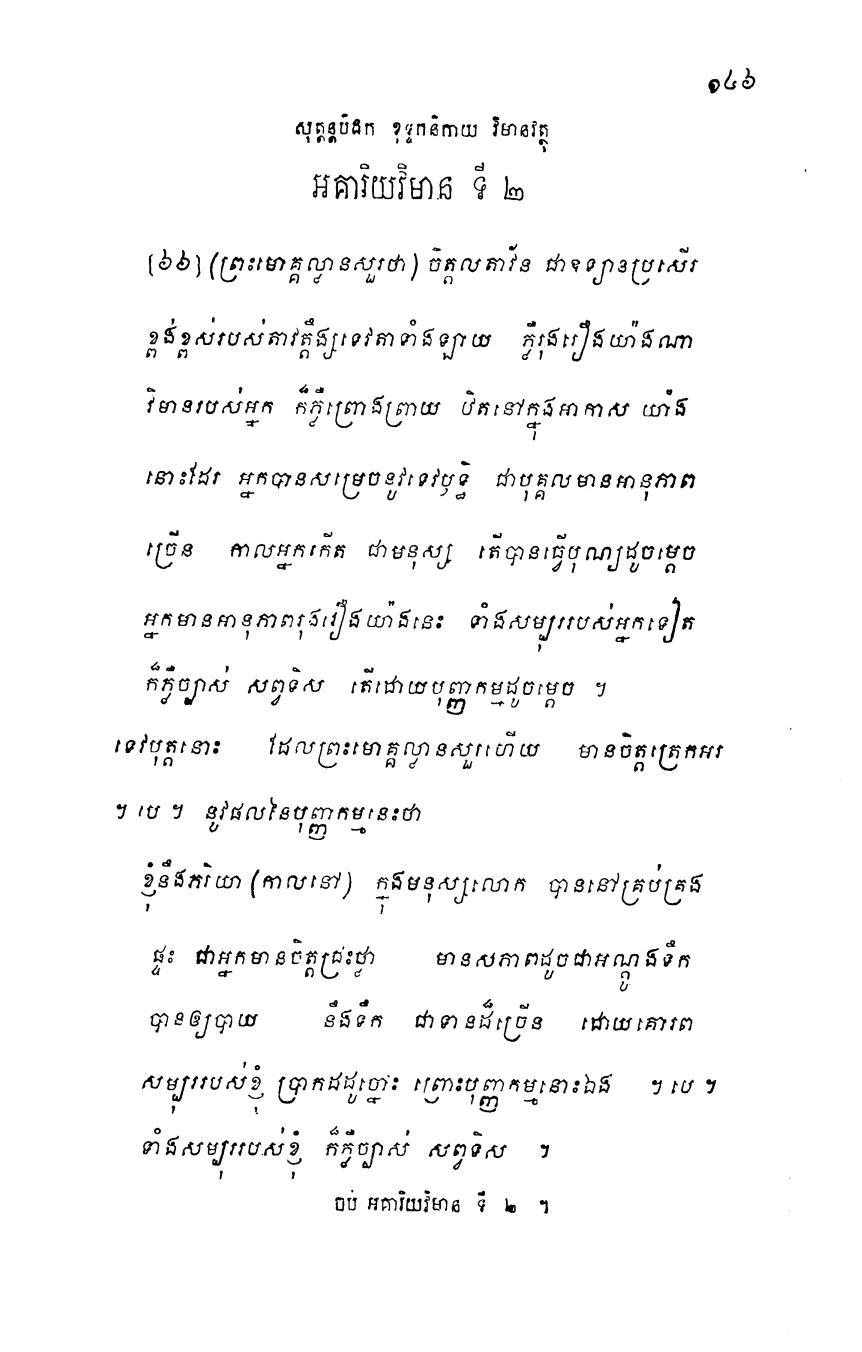 ១៤៦
សុត្តន្តបិដក ខុទ្ទកនិកាយ វិមានវត្ថុ
អគារិយវិមាន ទី ២
[៦៦] (ព្រះមោគ្គល្លានសួរថា) ចិត្តលតាវ័ន ជាឧទ្យានប្រសើរ
ខ្ពង់ខ្ពស់របស់តាវត្តឹង្សទេវតាទាំងឡាយ ភ្លឺរុងរឿងយ៉ាងណា
វិមានរបស់អ្នក ក៏ភ្លឺព្រោងព្រាយ ឋិតនៅក្នុងអាកាស យ៉ាង
នោះដែរ អ្នកបានសម្រេចនូវទេវឫទ្ធិ ជាបុគ្គលមានអានុភាព
ច្រើន កាលអ្នកកើត ជាមនុស្ស តើបានធ្វើបុណ្យដូចម្តេច
អ្នកមានអានុភាពរុងរឿងយ៉ាងនេះ ទាំងសម្បុររបស់អ្នកទៀត
ក៏ភ្លឺច្បាស់ សព្វទិស តើដោយបុញ្ញកម្មដូចម្តេច ។
ទេវបុត្តនោះ ដែលព្រះមោគ្គល្លានសួរហើយ មានចិត្តត្រេកអរ
។ បេ ។ នូវផលនៃបុញ្ញកម្មនេះថា
ខ្ញុំនឹងភរិយា (កាលនៅ) ក្នុងមនុស្សលោក បាននៅគ្រប់គ្រង
ផ្ទះ ជាអ្នកមានចិត្តជ្រះថ្លា មានសភាពដូចជាអណ្តូងទឹក
បានឲ្យបាយ នឹងទឹក ជាទានដ៏ច្រើន ដោយគោរព
សម្បុររបស់ខ្ញុំ ប្រាកដដូច្នោះ ព្រោះបុញ្ញកម្មនោះឯង ។ បេ ។
ទាំងសម្បុររបស់ខ្ញុំ ក៏ភ្លឺច្បាស់ សព្វទិស ។
ចប់ អគារិយវិមាន ទី ២ ។